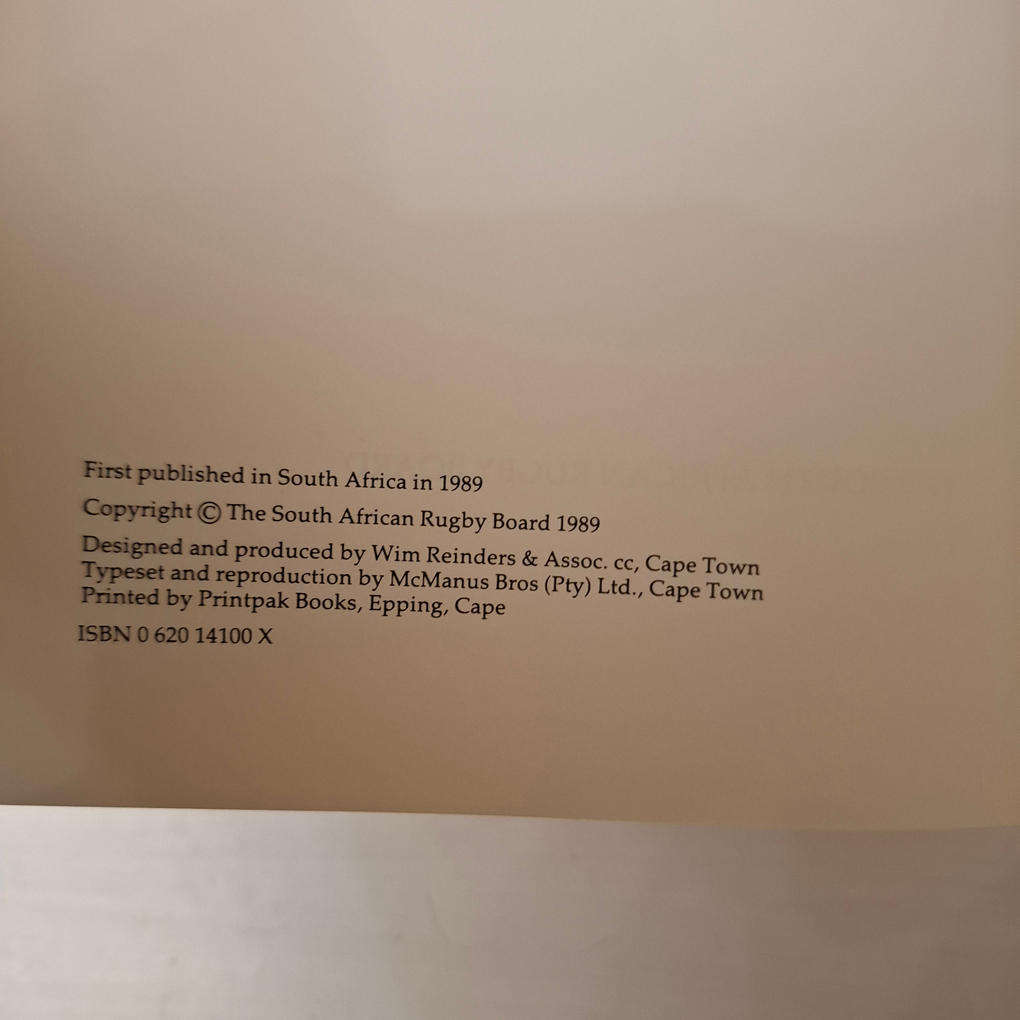 First published in South Africa in 1989
Copyright © The South African Rugby Board 1989
Designed and produced by Wim Reinders & Assoc. cc, Cape Town
Typeset and reproduction by McManus Bros (Pty) Ltd., Cape Town
Printed by Printpak Books, Epping, Cape
ISBN 0 620 14100 X